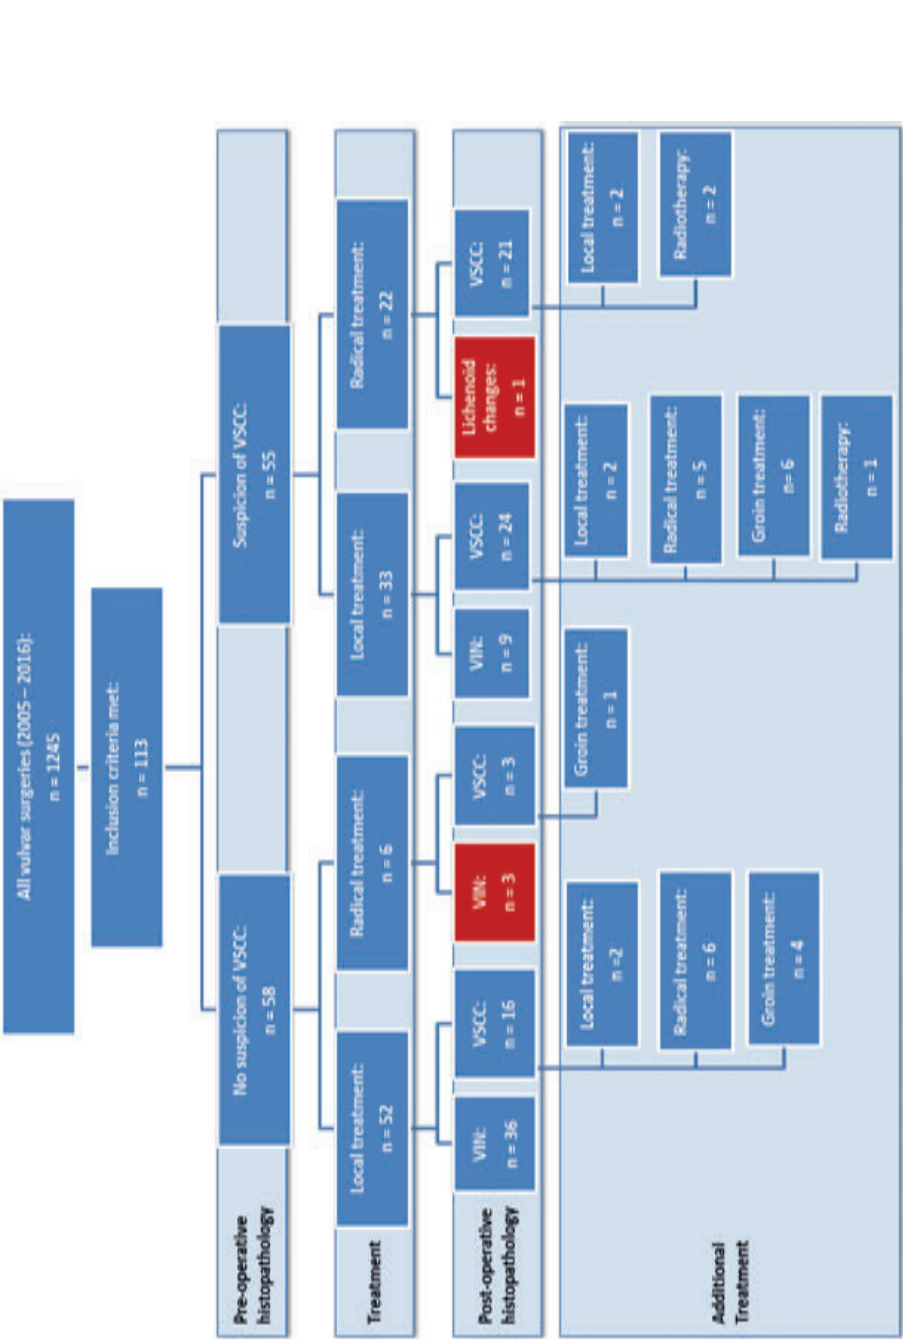 All vulvar surgeries (2005 – 2016):
n = 1245
Inclusion criteria met:
n = 113
Pre-operative
histopathology
No suspicion of VSCC:
n = 58
Suspicion of VSCC:
n = 55
Treatment
Local treatment:
n = 52
Radical treatment:
n = 6
Local treatment:
n = 33
Radical treatment:
n = 22
Post-operative
histopathology
VIN:
n = 36
VSCC:
n = 16
VIN:
n = 3
VSCC:
n = 3
VIN:
n = 9
VSCC:
n = 24
Lichenoid
changes:
n = 1
VSCC:
n = 21
Additional
Treatment
Local treatment:
n =2
Radical treatment:
n = 6
Groin treatment:
n = 4
Groin treatment:
n = 1
Local treatment:
n = 2
Radical treatment:
n = 5
Groin treatment:
n= 6
Radiotherapy:
n = 1
Local treatment:
n = 2
Radiotherapy:
n = 2